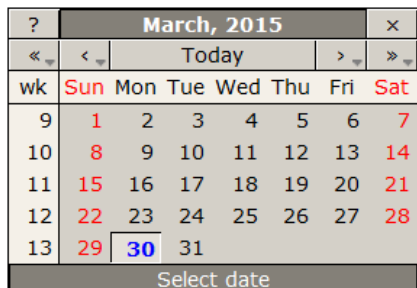 ? March, 2015 ×
« ‹ Today › »
wk Sun Mon Tue Wed Thu Fri Sat
9 1 2 3 4 5 6 7
10 8 9 10 11 12 13 14
11 15 16 17 18 19 20 21
12 22 23 24 25 26 27 28
13 29 30 31
Select date